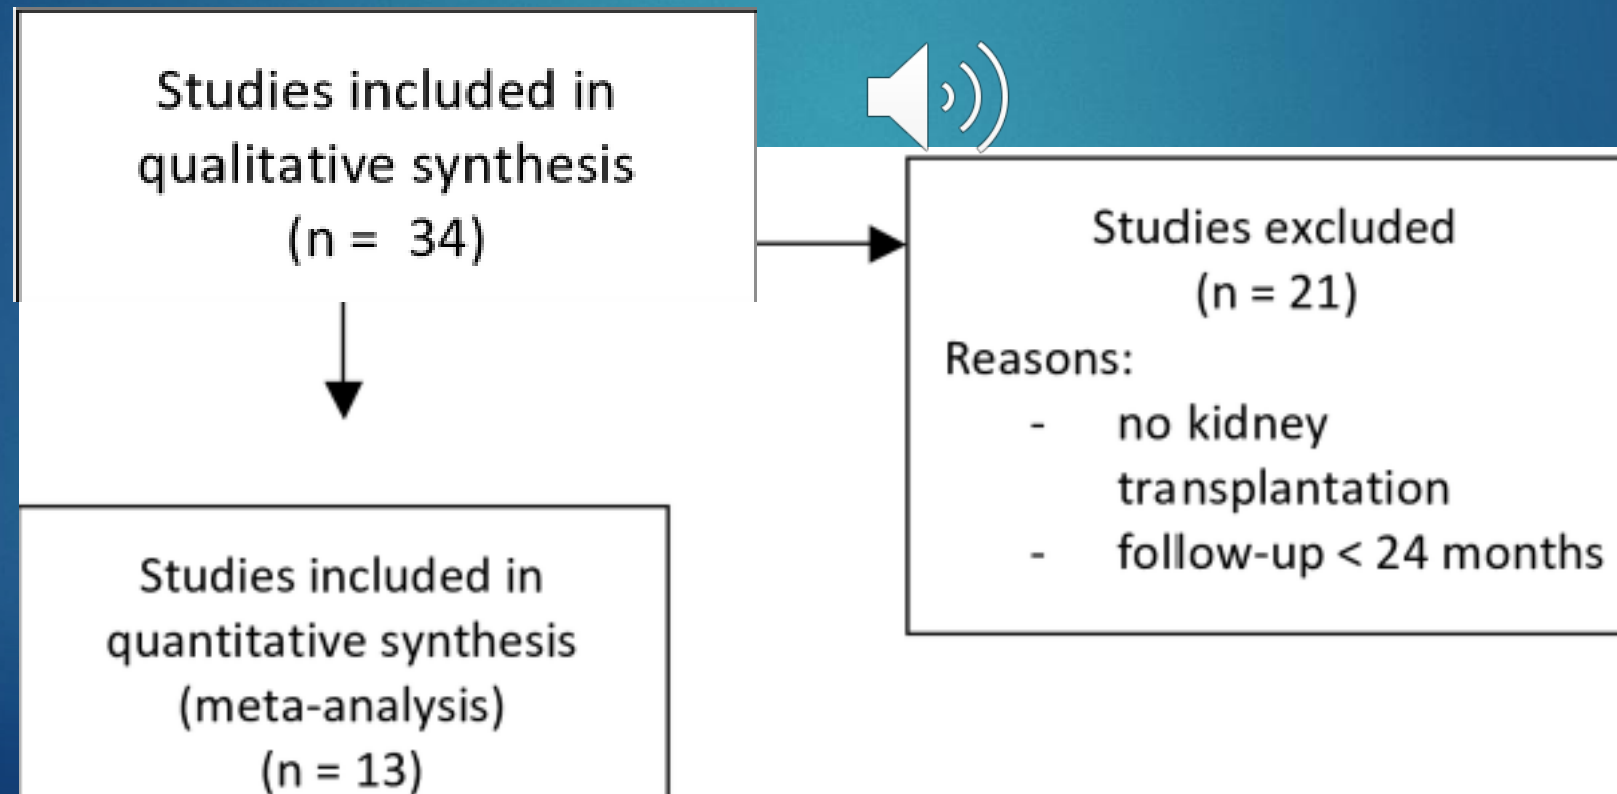 Studies included in
qualitative synthesis
(n =  34)
Studies excluded
(n = 21)
Reasons:
- no kidney
transplantation
- follow-up < 24 months
Studies included in
quantitative synthesis
(meta-analysis)
(n = 13)